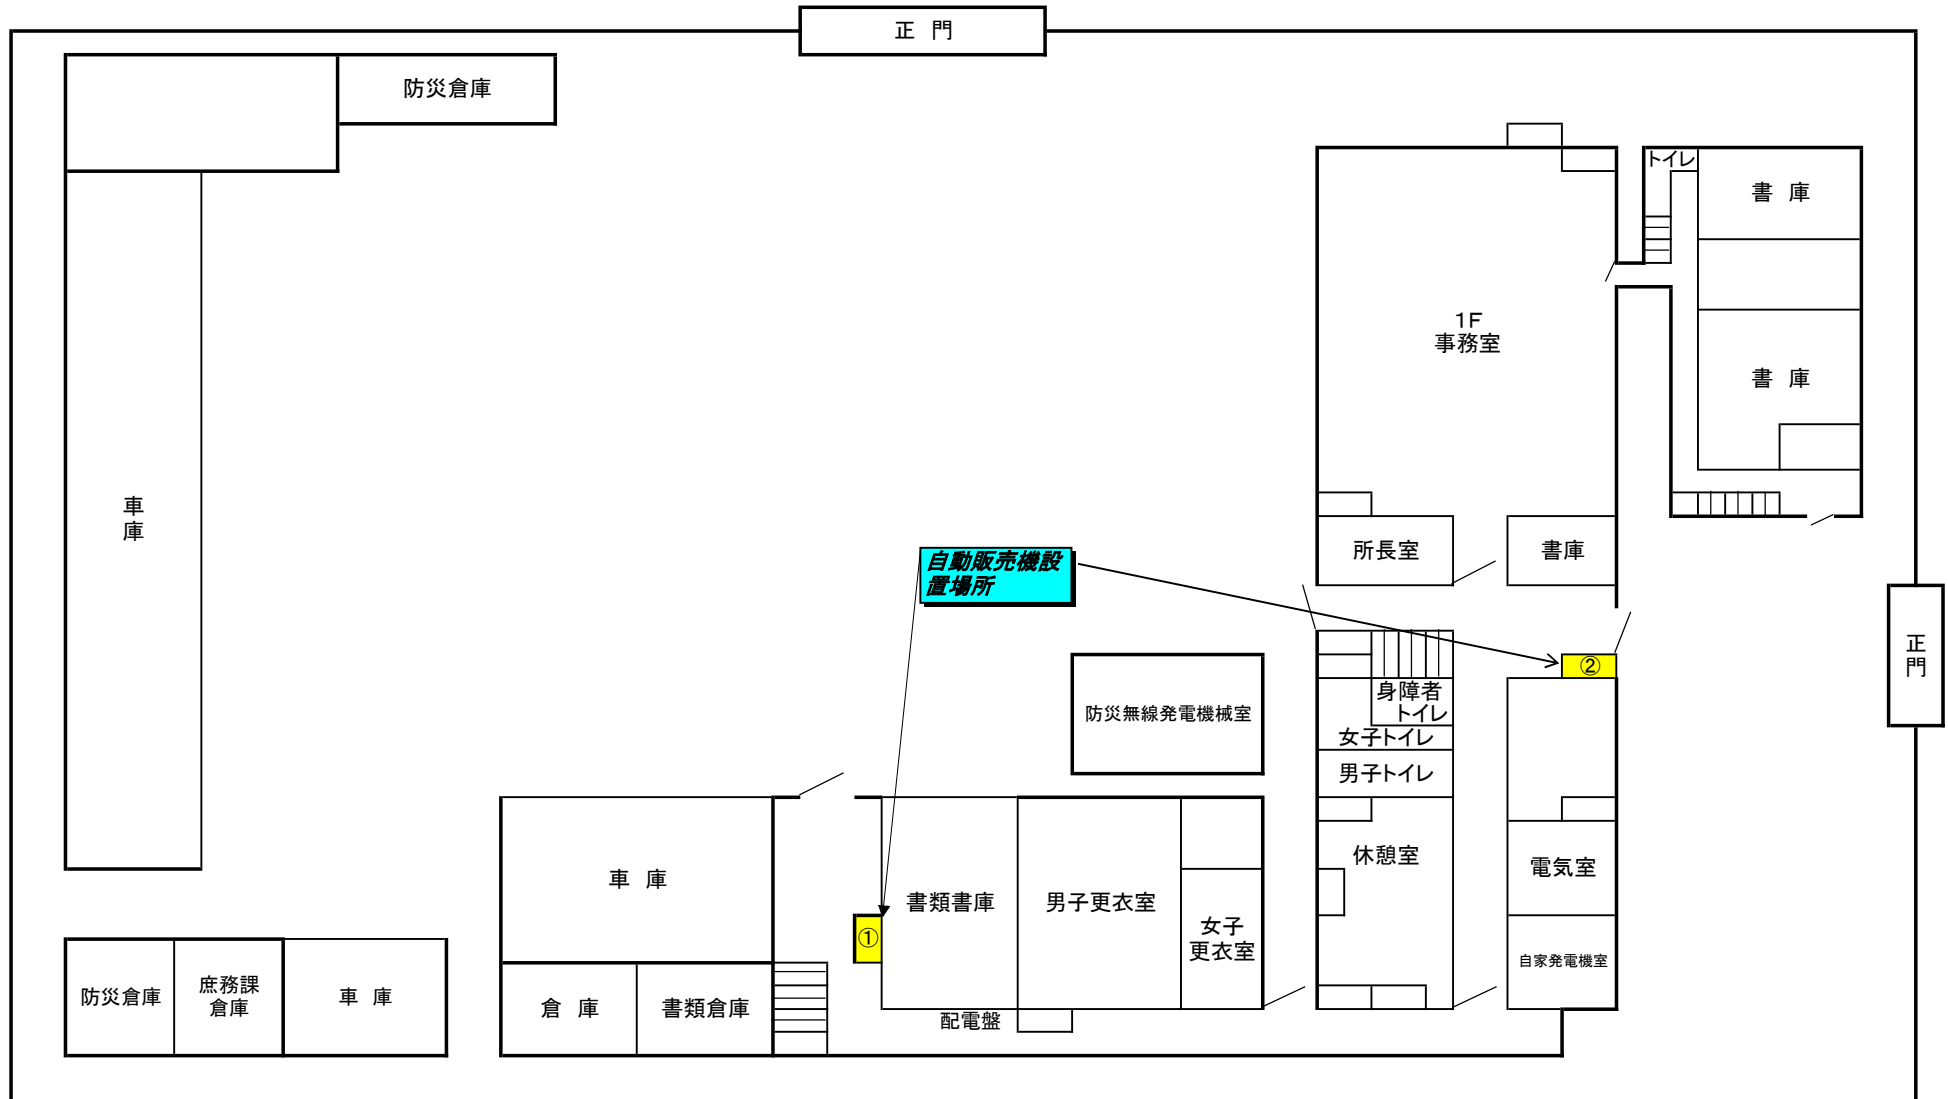 正 門
防災倉庫
トイレ
書 庫
1F
事務室
書 庫
車
庫
所長室
書庫
自動販売機設
置場所
正
門
②
身障者
トイレ
防災無線発電機械室
女子トイレ
男子トイレ
休憩室
電気室
車 庫
書類書庫
男子更衣室
女子
更衣室
①
自家発電機室
防災倉庫
庶務課
倉庫
車 庫
倉 庫
書類倉庫
配電盤